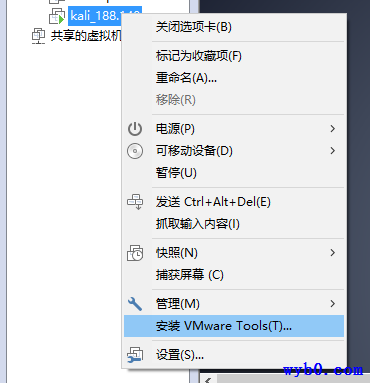 kali_188.140
共享的虚拟机
关闭选项卡(B)
标记为收藏项(F)
重命名(A)...
移除(R)
电源(P)
可移动设备(D)
暂停(U)
发送 Ctrl+Alt+Del(E)
抓取输入内容(I)
快照(N)
捕获屏幕 (C)
管理(M)
安装 VMware Tools(T)...
设置(S)...
wyb0.com